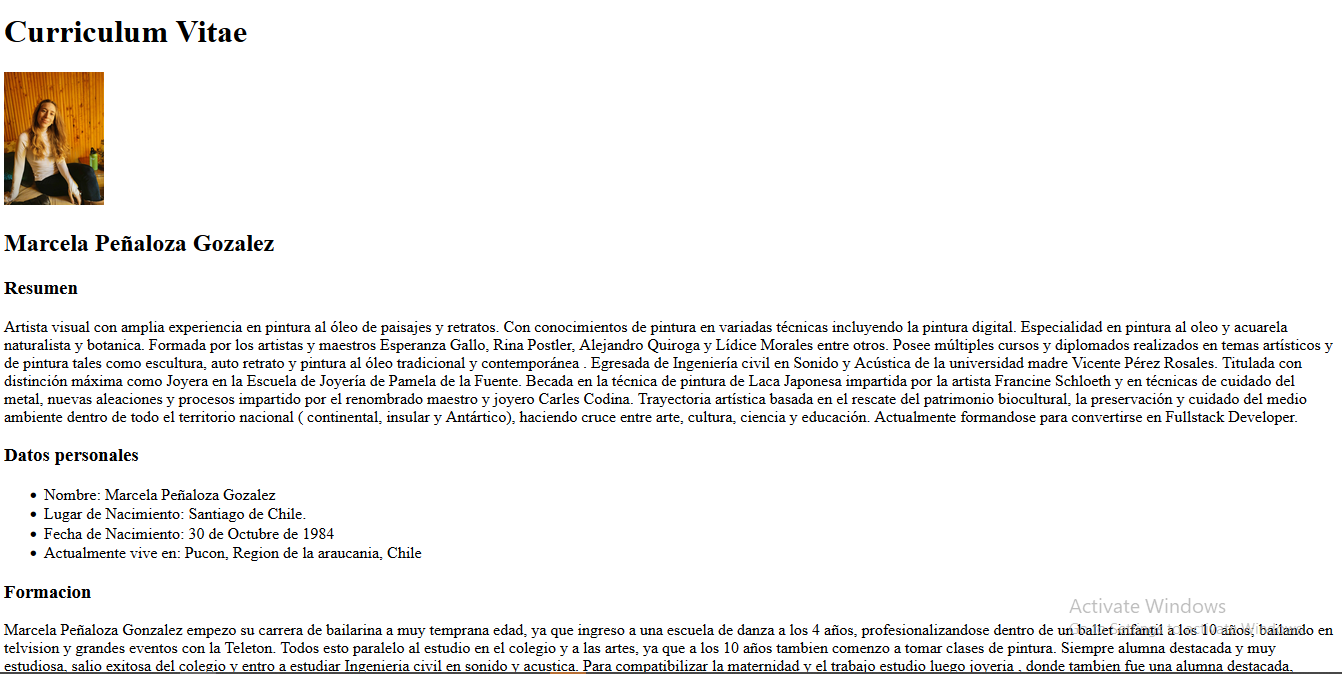 Curriculum Vitae
Marcela Peñaloza Gozalez
Resumen
Artista visual con amplia experiencia en pintura al óleo de paisajes y retratos. Con conocimientos de pintura en variadas técnicas incluyendo la pintura digital. Especialidad en pintura al oleo y acuarela
naturalista y botanica. Formada por los artistas y maestros Esperanza Gallo, Rina Postler, Alejandro Quiroga y Lídice Morales entre otros. Posee múltiples cursos y diplomados realizados en temas artísticos y
de pintura tales como escultura, auto retrato y pintura al óleo tradicional y contemporánea . Egresada de Ingeniería civil en Sonido y Acústica de la universidad madre Vicente Pérez Rosales. Titulada con
distinción máxima como Joyera en la Escuela de Joyería de Pamela de la Fuente. Becada en la técnica de pintura de Laca Japonesa impartida por la artista Francine Schloeth y en técnicas de cuidado del
metal, nuevas aleaciones y procesos impartido por el renombrado maestro y joyero Carles Codina. Trayectoria artística basada en el rescate del patrimonio biocultural, la preservación y cuidado del medio
ambiente dentro de todo el territorio nacional ( continental, insular y Antártico), haciendo cruce entre arte, cultura, ciencia y educación. Actualmente formandose para convertirse en Fullstack Developer.
Datos personales
• Nombre: Marcela Peñaloza Gozalez
• Lugar de Nacimiento: Santiago de Chile.
• Fecha de Nacimiento: 30 de Octubre de 1984
• Actualmente vive en: Pucon, Region de la araucania, Chile
Formacion
Activate Windows
Go to Settings to activate Windows.
Marcela Peñaloza Gonzalez empezo su carrera de bailarina a muy temprana edad, ya que ingreso a una escuela de danza a los 4 años, profesionalizandose dentro de un ballet infantil a los 10 años, bailando en
telvision y grandes eventos con la Teleton. Todos esto paralelo al estudio en el colegio y a las artes, ya que a los 10 años tambien comenzo a tomar clases de pintura. Siempre alumna destacada y muy
estudiosa, salio exitosa del colegio y entro a estudiar Ingenieria civil en sonido y acustica. Para compatibilizar la maternidad y el trabajo estudio luego joyeria , donde tambien fue una alumna destacada,